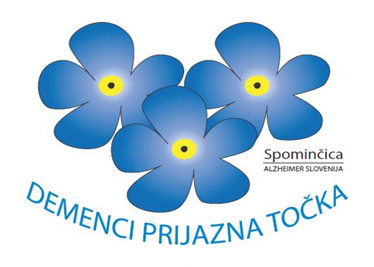 Spominčica
ALZHEIMER SLOVENIJA
DEMENCI PRIJAZNA TOČKA